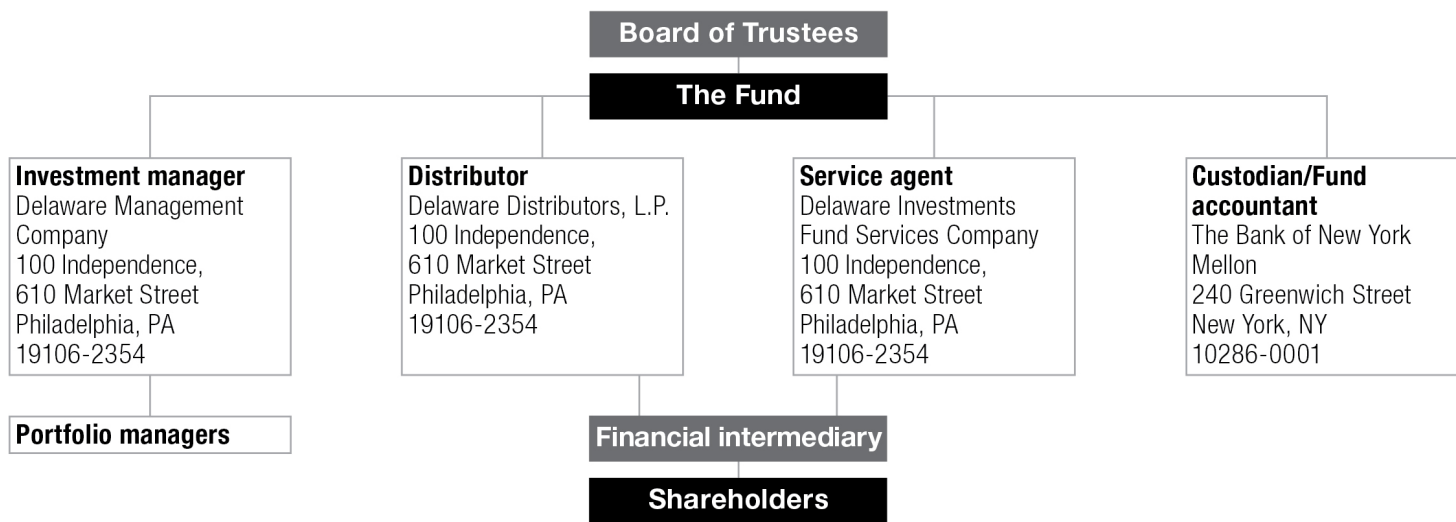 Board of Trustees
The Fund
Investment manager
Delaware Management
Company
100 Independence,
610 Market Street
Philadelphia, PA
19106-2354
Distributor
Delaware Distributors, L.P.
100 Independence,
610 Market Street
Philadelphia, PA
19106-2354
Service agent
Delaware Investments
Fund Services Company
100 Independence,
610 Market Street
Philadelphia, PA
19106-2354
Custodian/Fund
accountant
The Bank of New York
Mellon
240 Greenwich Street
New York, NY
10286-0001
Portfolio managers
Financial intermediary
Shareholders